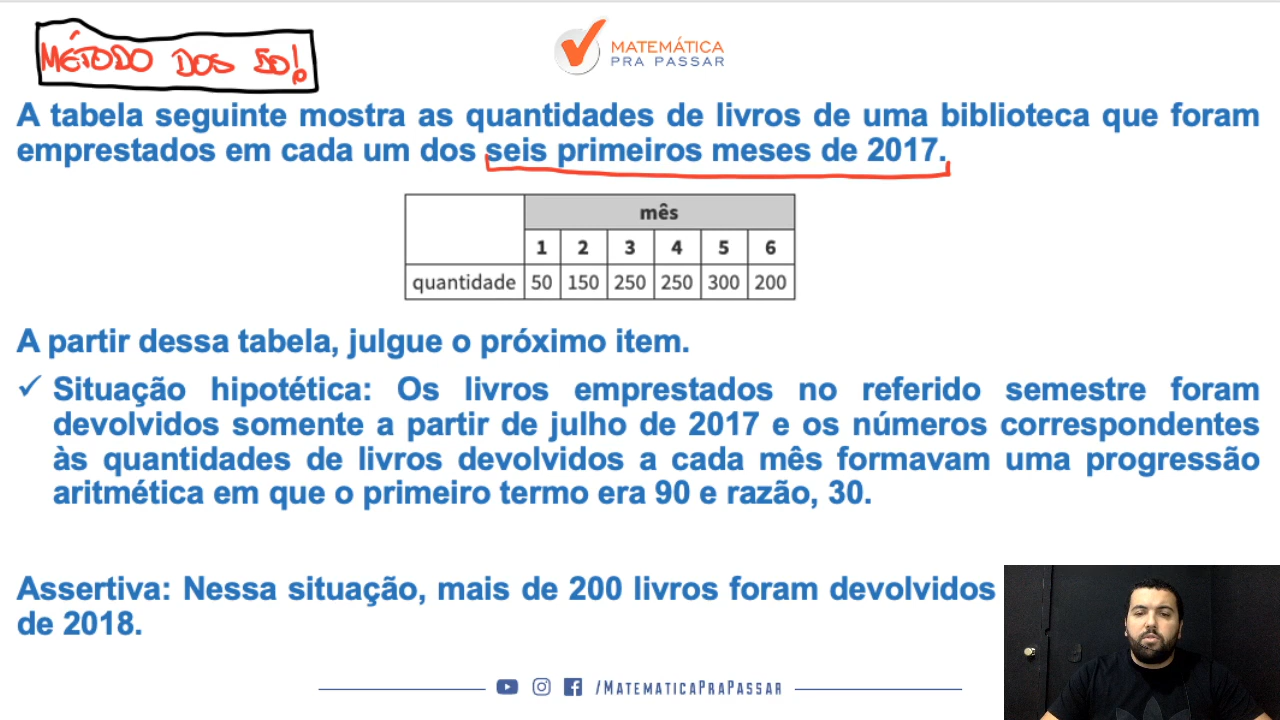 MÉTODO DOS 50!
MATEMÁTICA
PRA PASSAR
A tabela seguinte mostra as quantidades de livros de uma biblioteca que foram
emprestados em cada um dos seis primeiros meses de 2017.
mês
1 2 3 4 5 6
quantidade 50 150 250 250 300 200
A partir dessa tabela, julgue o próximo item.
✓ Situação hipotética: Os livros emprestados no referido semestre foram
devolvidos somente a partir de julho de 2017 e os números correspondentes
às quantidades de livros devolvidos a cada mês formavam uma progressão
aritmética em que o primeiro termo era 90 e razão, 30.
Assertiva: Nessa situação, mais de 200 livros foram devolvidos
de 2018.
/MATEMATICAPRAPASSAR